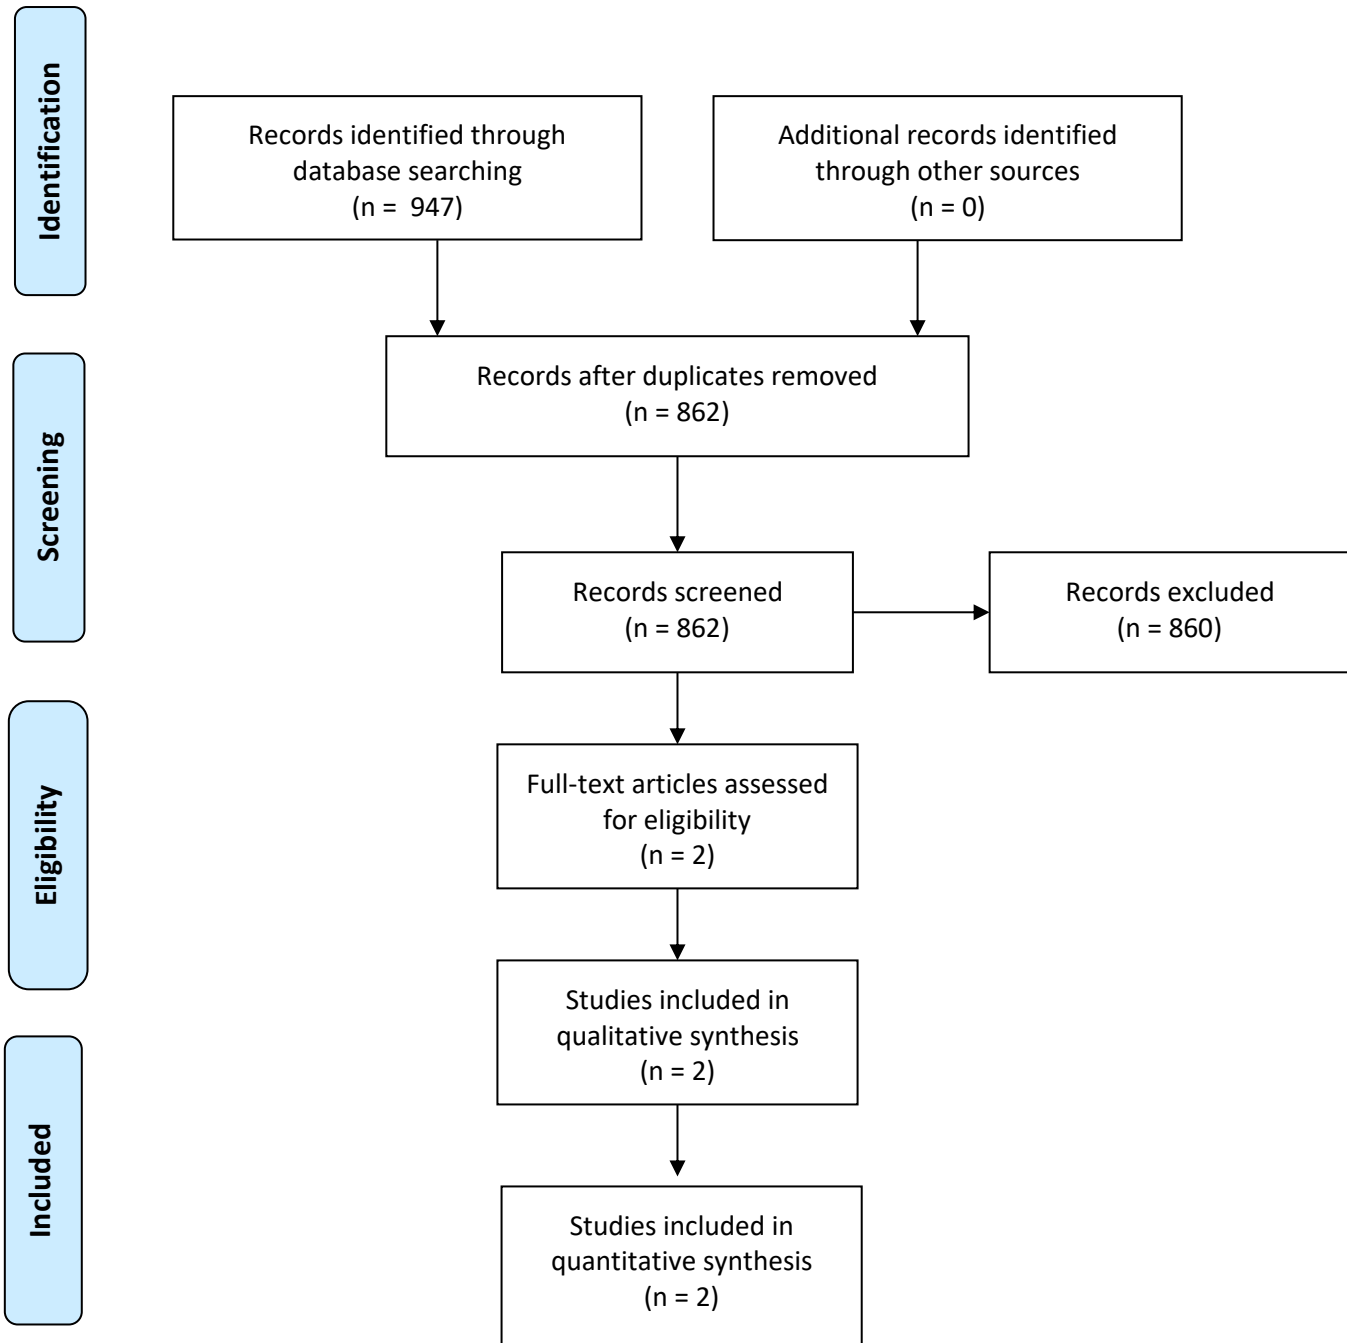 Identification
Records identified through
database searching
(n =  947)
Additional records identified
through other sources
(n = 0)
Records after duplicates removed
(n = 862)
Screening
Records screened
(n = 862)
Records excluded
(n = 860)
Eligibility
Full-text articles assessed
for eligibility
(n = 2)
Studies included in
qualitative synthesis
(n = 2)
Included
Studies included in
quantitative synthesis
(n = 2)